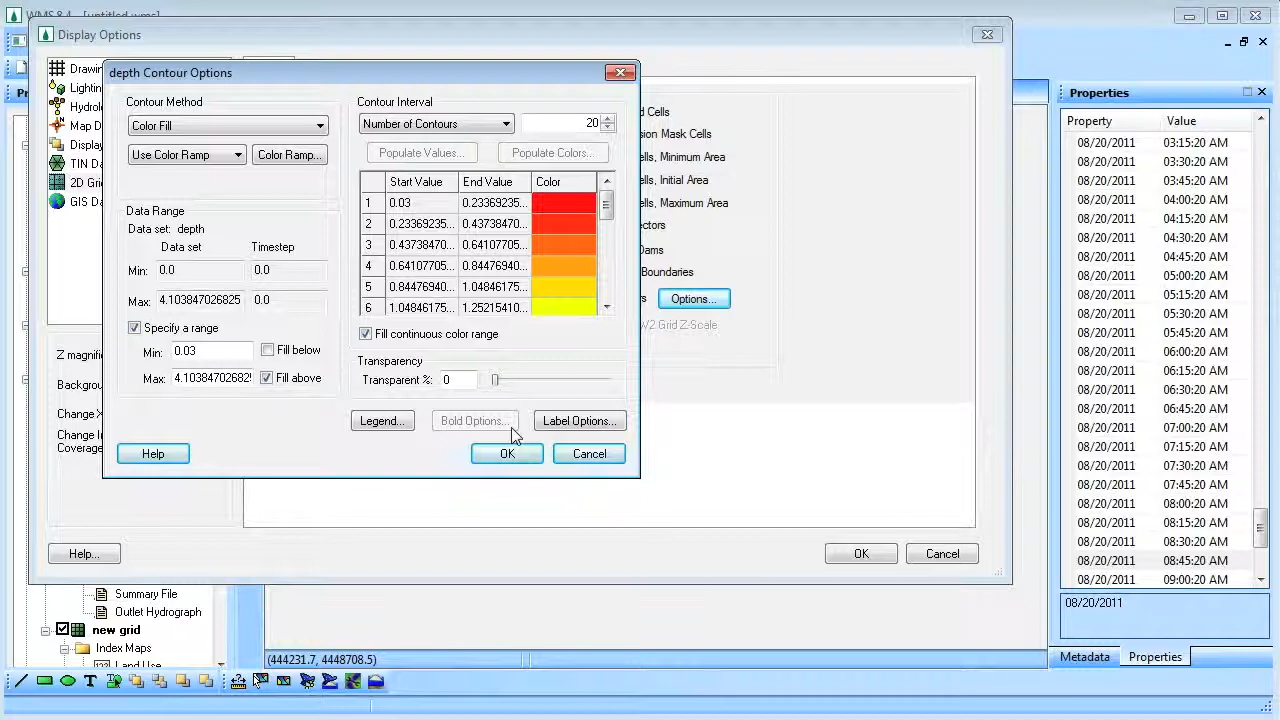 WMS 8.4 - [untitled.wms]
Display Options
Drawin
Lightin
Hydrole
Map D
Display
TIN Da
2D Gri
GIS Da
Z magnific
Backgrou
Change X
Change I
Coverage
Help...
OK
Cancel
depth Contour Options
Contour Method
Color Fill
Use Color Ramp
Color Ramp...
Data Range
Data set: depth
Data set
Timestep
Min: 0.0 0.0
Max: 4.103847026825 0.0
Specify a range
Min: 0.03 Fill below
Max: 4.1038470268 Fill above
Contour Interval
Number of Contours 20
Populate Values...
Populate Colors...
Start Value End Value Color
1 0.03 0.23369235...
2 0.23369235... 0.43738470...
3 0.43738470... 0.64107705...
4 0.64107705... 0.84476940...
5 0.84476940... 1.04846175...
6 1.04846175... 1.25215410...
Fill continuous color range
Transparency
Transparent %: 0
Legend...
Bold Options...
Label Options...
Help
OK
Cancel
d Cells
sion Mask Cells
ells, Minimum Area
ells, Initial Area
ells, Maximum Area
ectors
Dams
Boundaries
rs Options...
W2 Grid Z-Scale
Pr
Properties
Property Value
08/20/2011 03:15:20 AM
08/20/2011 03:30:20 AM
08/20/2011 03:45:20 AM
08/20/2011 04:00:20 AM
08/20/2011 04:15:20 AM
08/20/2011 04:30:20 AM
08/20/2011 04:45:20 AM
08/20/2011 05:00:20 AM
08/20/2011 05:15:20 AM
08/20/2011 05:30:20 AM
08/20/2011 05:45:20 AM
08/20/2011 06:00:20 AM
08/20/2011 06:15:20 AM
08/20/2011 06:30:20 AM
08/20/2011 06:45:20 AM
08/20/2011 07:00:20 AM
08/20/2011 07:15:20 AM
08/20/2011 07:30:20 AM
08/20/2011 07:45:20 AM
08/20/2011 08:00:20 AM
08/20/2011 08:15:20 AM
08/20/2011 08:30:20 AM
08/20/2011 08:45:20 AM
08/20/2011 09:00:20 AM
08/20/2011
Metadata
Properties
Summary File
Outlet Hydrograph
new grid
Index Maps
Land Use
(444231.7, 4448708.5)